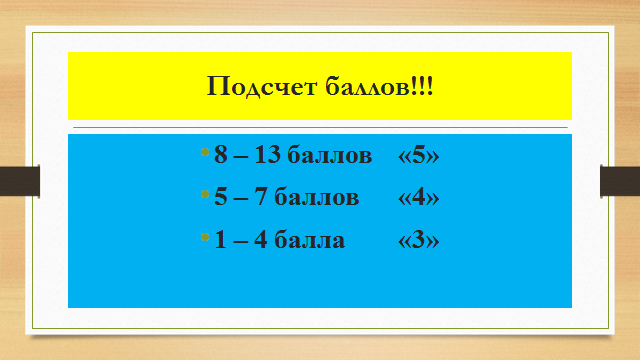 Подсчет баллов!!!
8 – 13 баллов «5»
5 – 7 баллов «4»
1 – 4 балла «3»